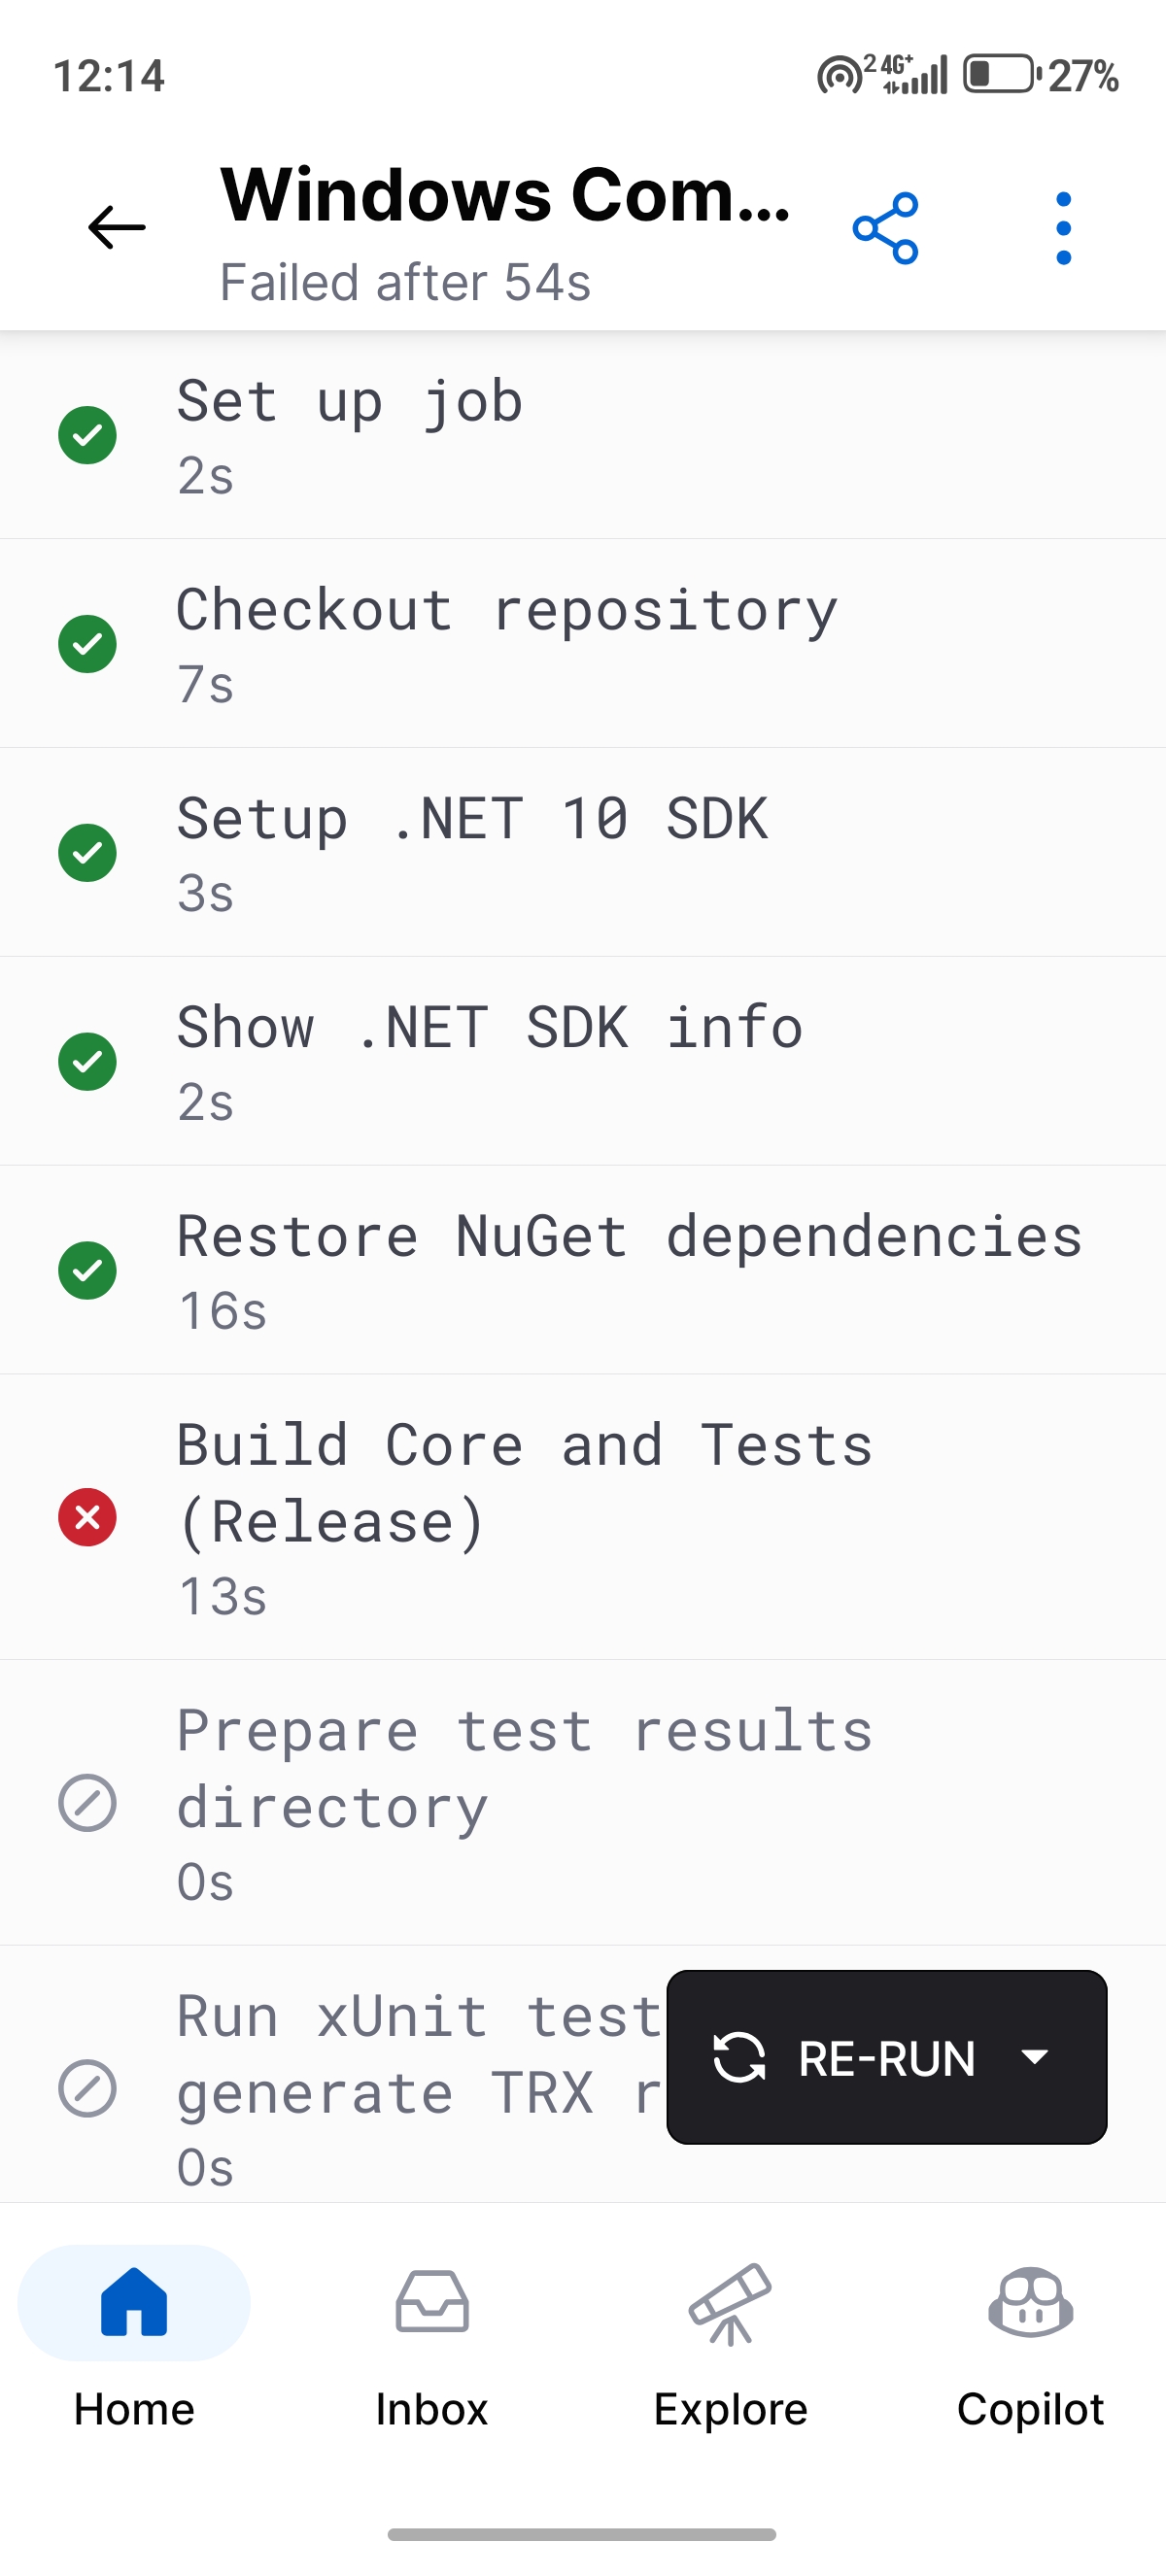 12:14
2 4G+ 27%
Windows Com...
Failed after 54s
Set up job
2s
Checkout repository
7s
Setup .NET 10 SDK
3s
Show .NET SDK info
2s
Restore NuGet dependencies
16s
Build Core and Tests
(Release)
13s
Prepare test results
directory
0s
Run xUnit test
generate TRX r
0s
RE-RUN
Home
Inbox
Explore
Copilot